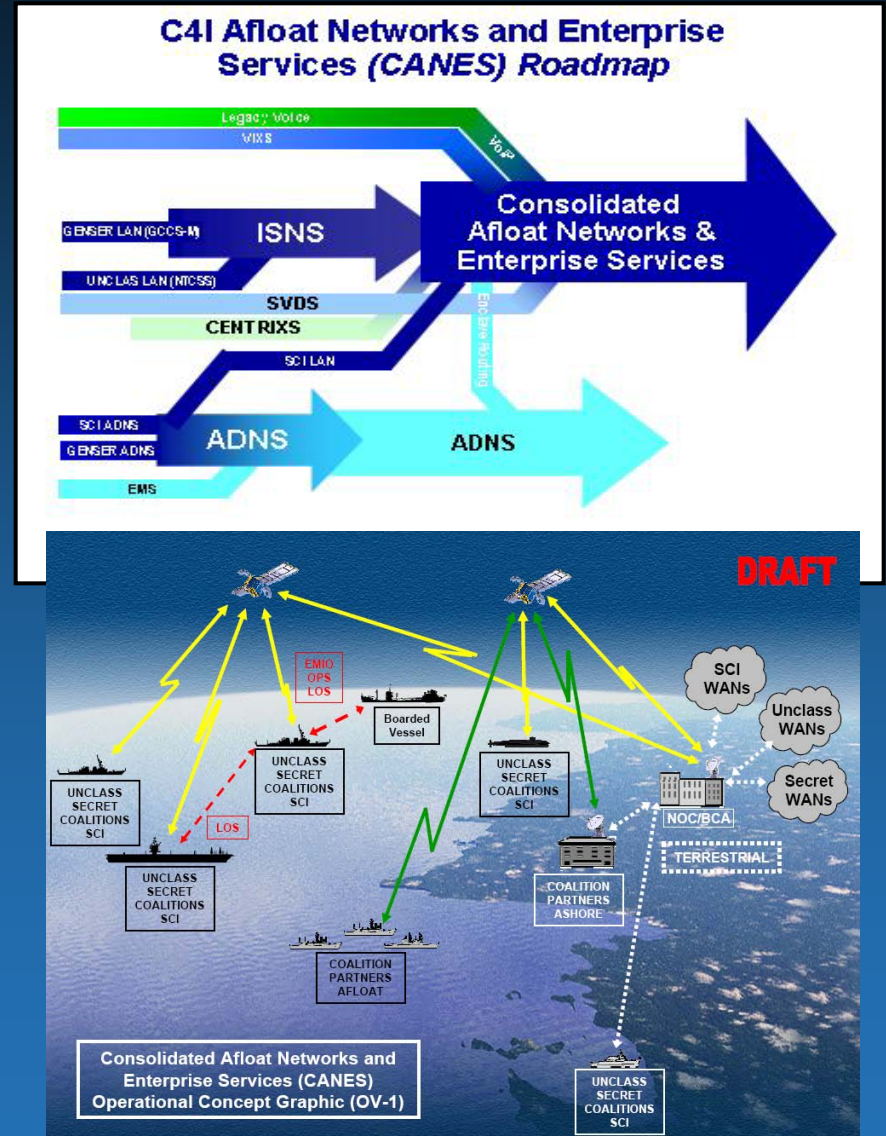 C4I Afloat Networks and Enterprise
Services (CANES) Roadmap
Legacy Voice
VIXS
VoIP
GENSER LAN (GCCS-M)
ISNS
Consolidated
Afloat Networks &
Enterprise Services
UNCLAS LAN (NTCSS)
SVDS
CENTRIXS
Enclave Routing
SCI LAN
SCI ADNS
GENSER ADNS
ADNS
ADNS
EMS
DRAFT
EMIO
OPS
LOS
Boarded
Vessel
SCI
WANs
Unclass
WANs
Secret
WANs
UNCLASS
SECRET
COALITIONS
SCI
UNCLASS
SECRET
COALITIONS
SCI
UNCLASS
SECRET
COALITIONS
SCI
NOC/BCA
LOS
TERRESTRIAL
UNCLASS
SECRET
COALITIONS
SCI
COALITION
PARTNERS
ASHORE
COALITION
PARTNERS
AFLOAT
Consolidated Afloat Networks and
Enterprise Services (CANES)
Operational Concept Graphic (OV-1)
UNCLASS
SECRET
COALITIONS
SCI